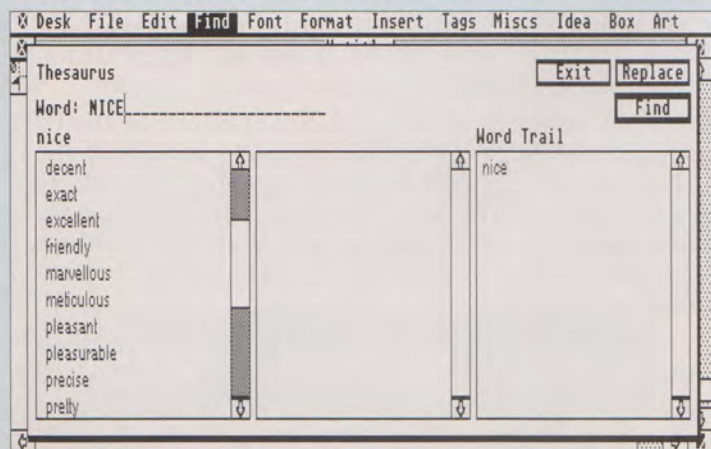 Desk File Edit Find Font Format Insert Tags Miscs Idea Box Art
Thesaurus
Exit Replace
Word: NICE
Find
nice
Word Trail
decent
exact
excellent
friendly
marvellous
meticulous
pleasant
pleasurable
precise
pretty
nice